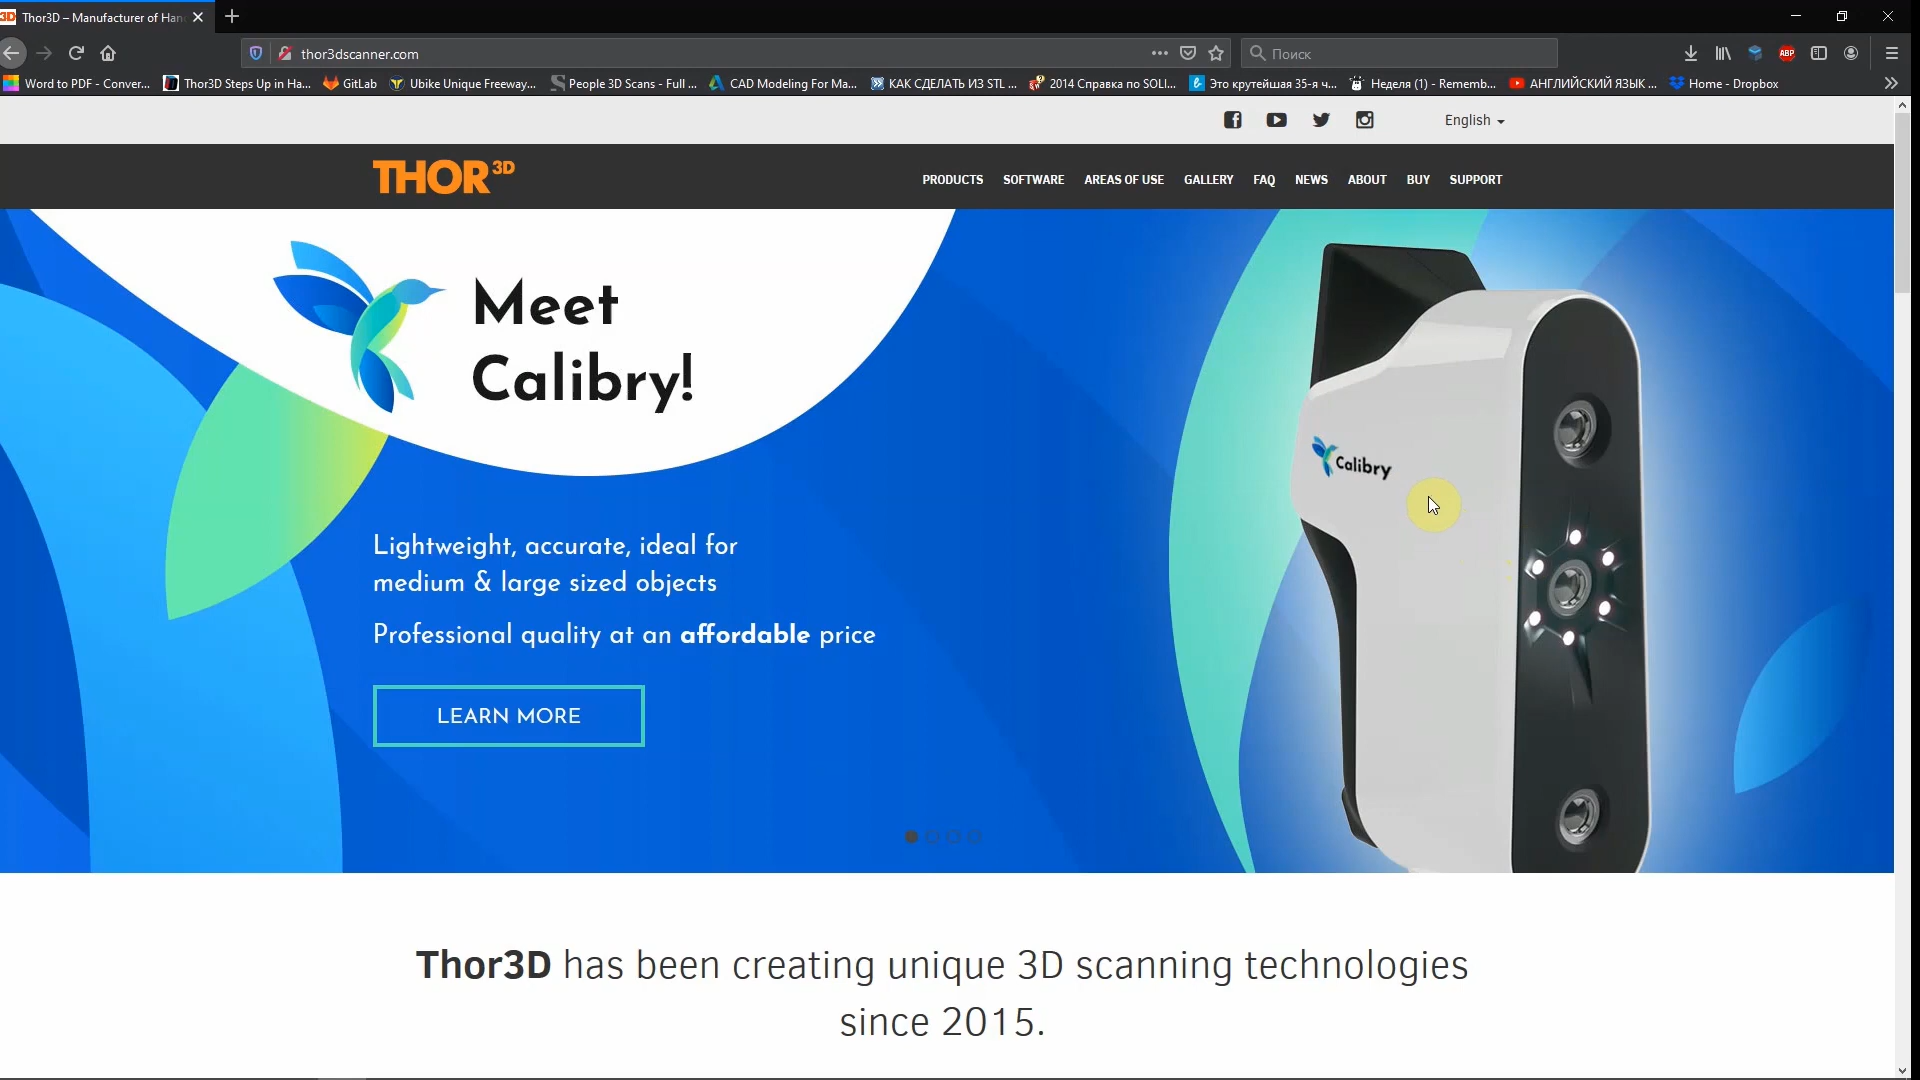 Thor3D – Manufacturer of Han
thor3dscanner.com
Поиск
ABP
Word to PDF - Conver...
Thor3D Steps Up in Ha...
GitLab
Ubike Unique Freeway...
People 3D Scans - Full ...
CAD Modeling For Ma...
КАК СДЕЛАТЬ ИЗ STL ...
2014 Справка по SOLI...
Это крутейшая 35-я ч...
Неделя (1) - Rememb...
АНГЛИЙСКИЙ ЯЗЫК ...
Home - Dropbox
English
THOR3D
PRODUCTS SOFTWARE AREAS OF USE GALLERY FAQ NEWS ABOUT BUY SUPPORT
Meet
Calibry!
Calibry
Lightweight, accurate, ideal for
medium & large sized objects
Professional quality at an affordable price
LEARN MORE
Thor3D has been creating unique 3D scanning technologies
since 2015.